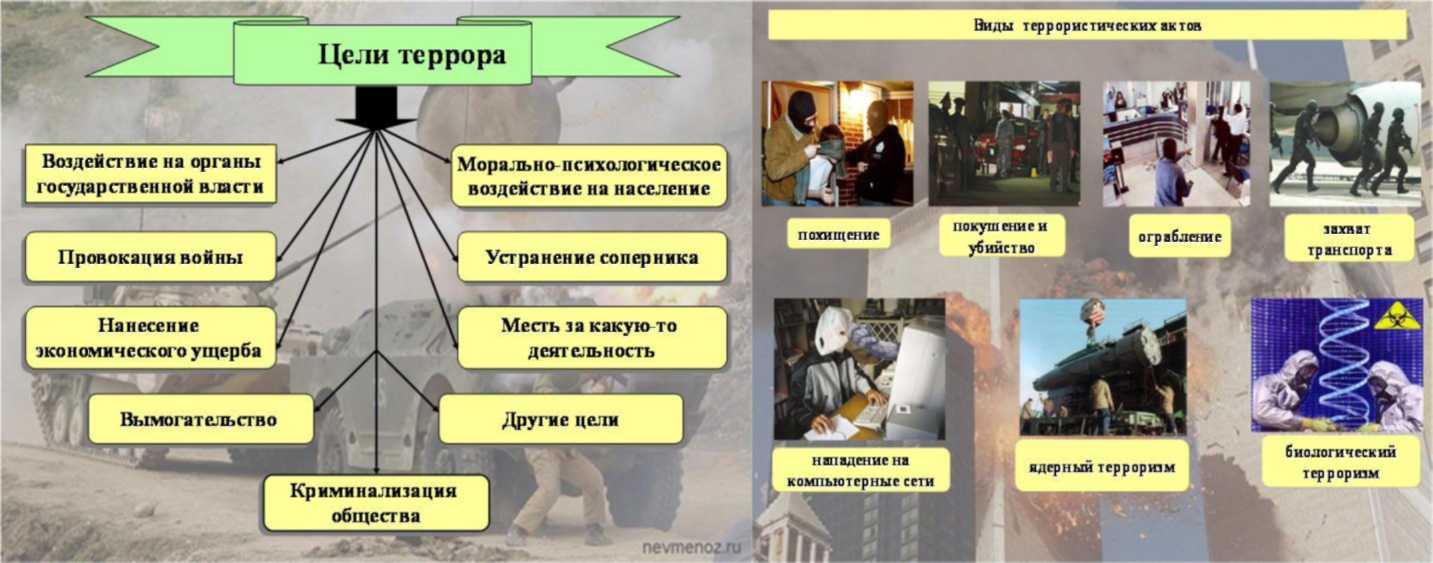 Цели террора
Воздействие на органы
государственной власти
Морально-психологическое
воздействие на население
Провокация войны
Устранение соперника
Нанесение
экономического ущерба
Месть за какую-то
деятельность
Вымогательство
Другие цели
Криминализация
общества
nevmenoz.ru
Виды террористических актов
похищение
покушение и
убийство
ограбление
захват
транспорта
нападение на
компьютерные сети
ядерный терроризм
биологический
терроризм